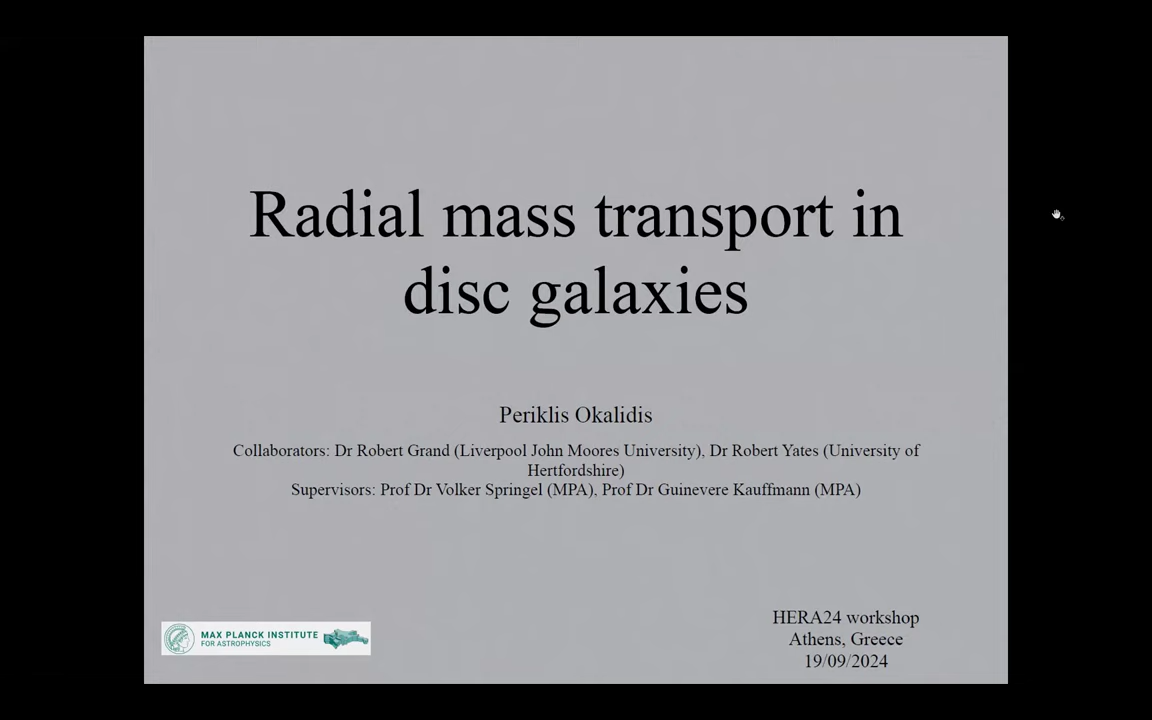 Radial mass transport in
disc galaxies
Periklis Okalidis
Collaborators: Dr Robert Grand (Liverpool John Moores University), Dr Robert Yates (University of
Hertfordshire)
Supervisors: Prof Dr Volker Springel (MPA), Prof Dr Guinevere Kauffmann (MPA)
MAX PLANCK INSTITUTE
FOR ASTROPHYSICS
HERA24 workshop
Athens, Greece
19/09/2024